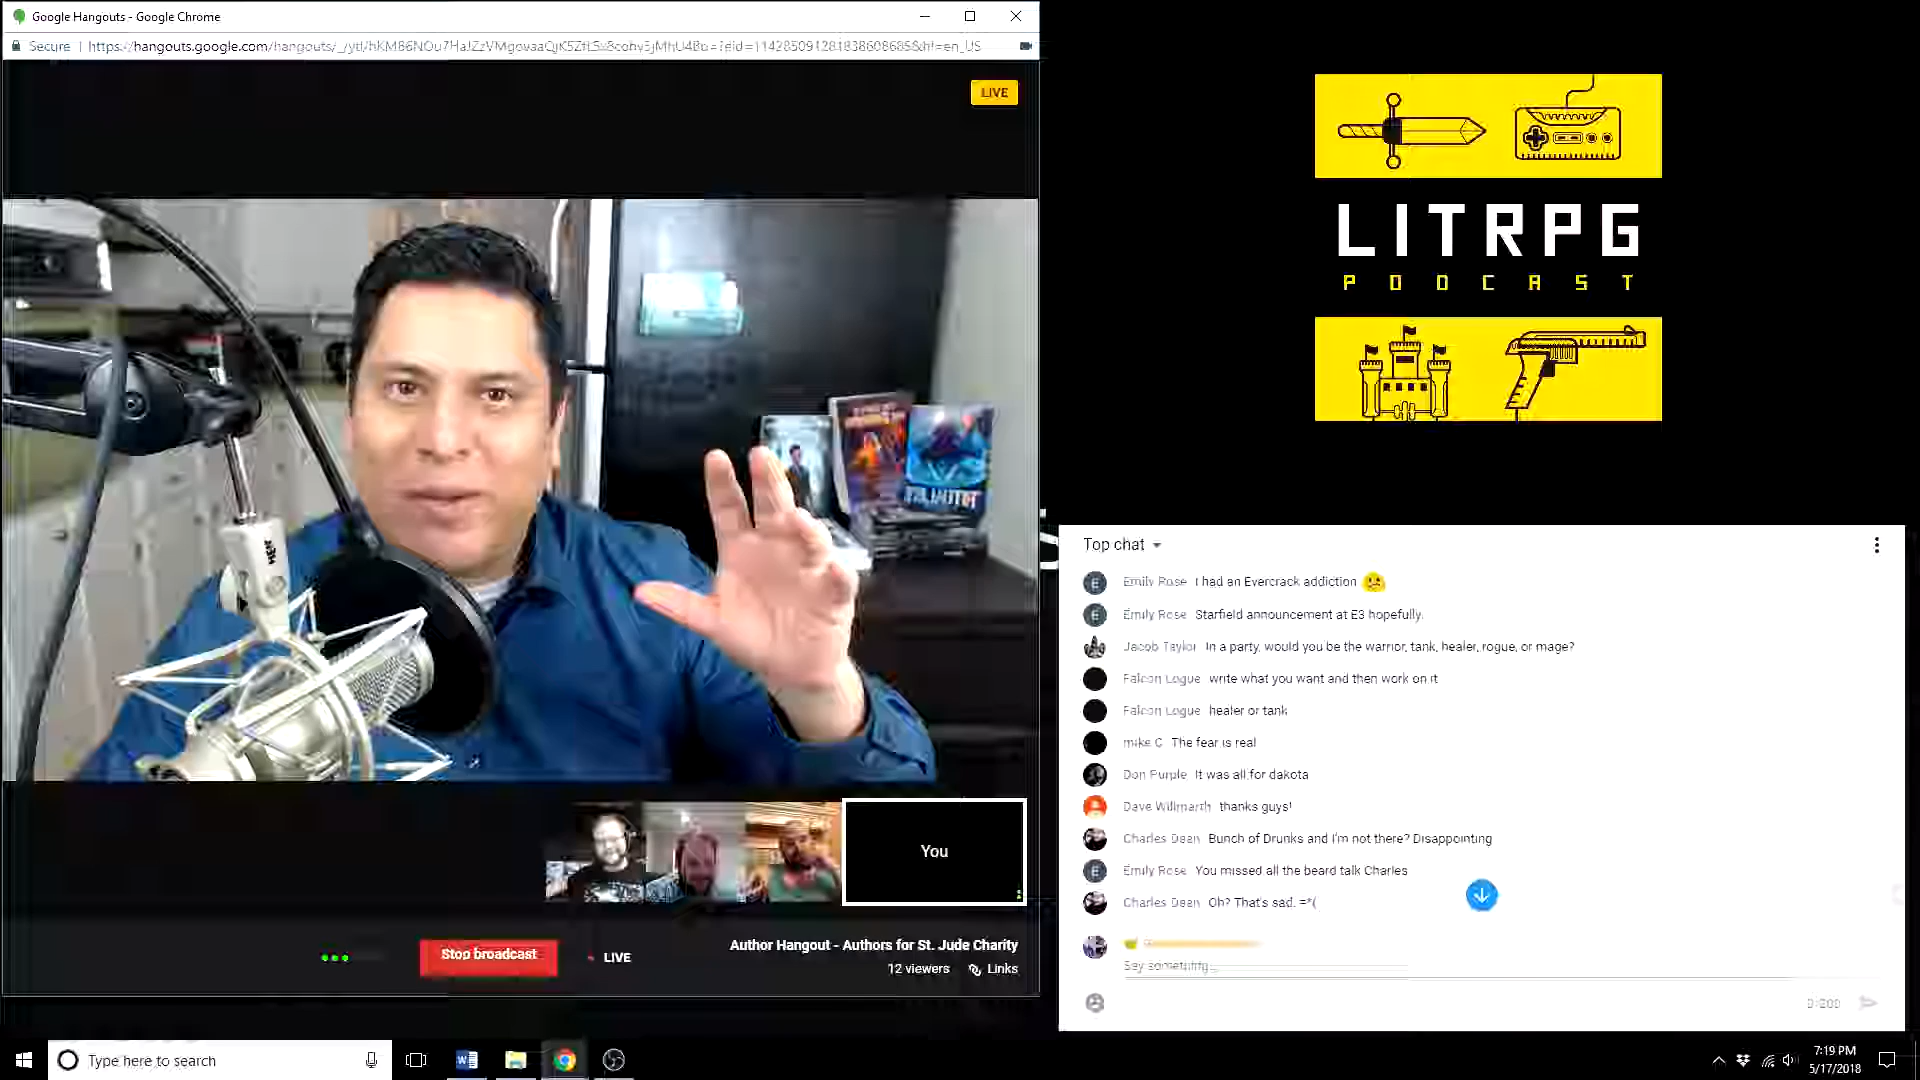 Google Hangouts - Google Chrome
Secure
LIVE
LITRPG
PODCAST
Top chat
Emily Rose I had an Evercrack addiction
Emily Rose Starfield announcement at E3 hopefully.
Jacob Taylor In a party, would you be the warrior, tank, healer, rogue, or mage?
Falcon Logue write what you want and then work on it
Falcon Logue healer or tank
mike C The fear is real
Don Purple It was all for dakota
Dave Willmarth thanks guys!
Charles Dean Bunch of Drunks and I'm not there? Disappointing
Emily Rose You missed all the beard talk Charles
Charles Dean Oh? That's sad. =*(
Say something...
0/200
You
Stop broadcast
LIVE
Author Hangout - Authors for St. Jude Charity
12 viewers
Links
Type here to search
7:19 PM
5/17/2018